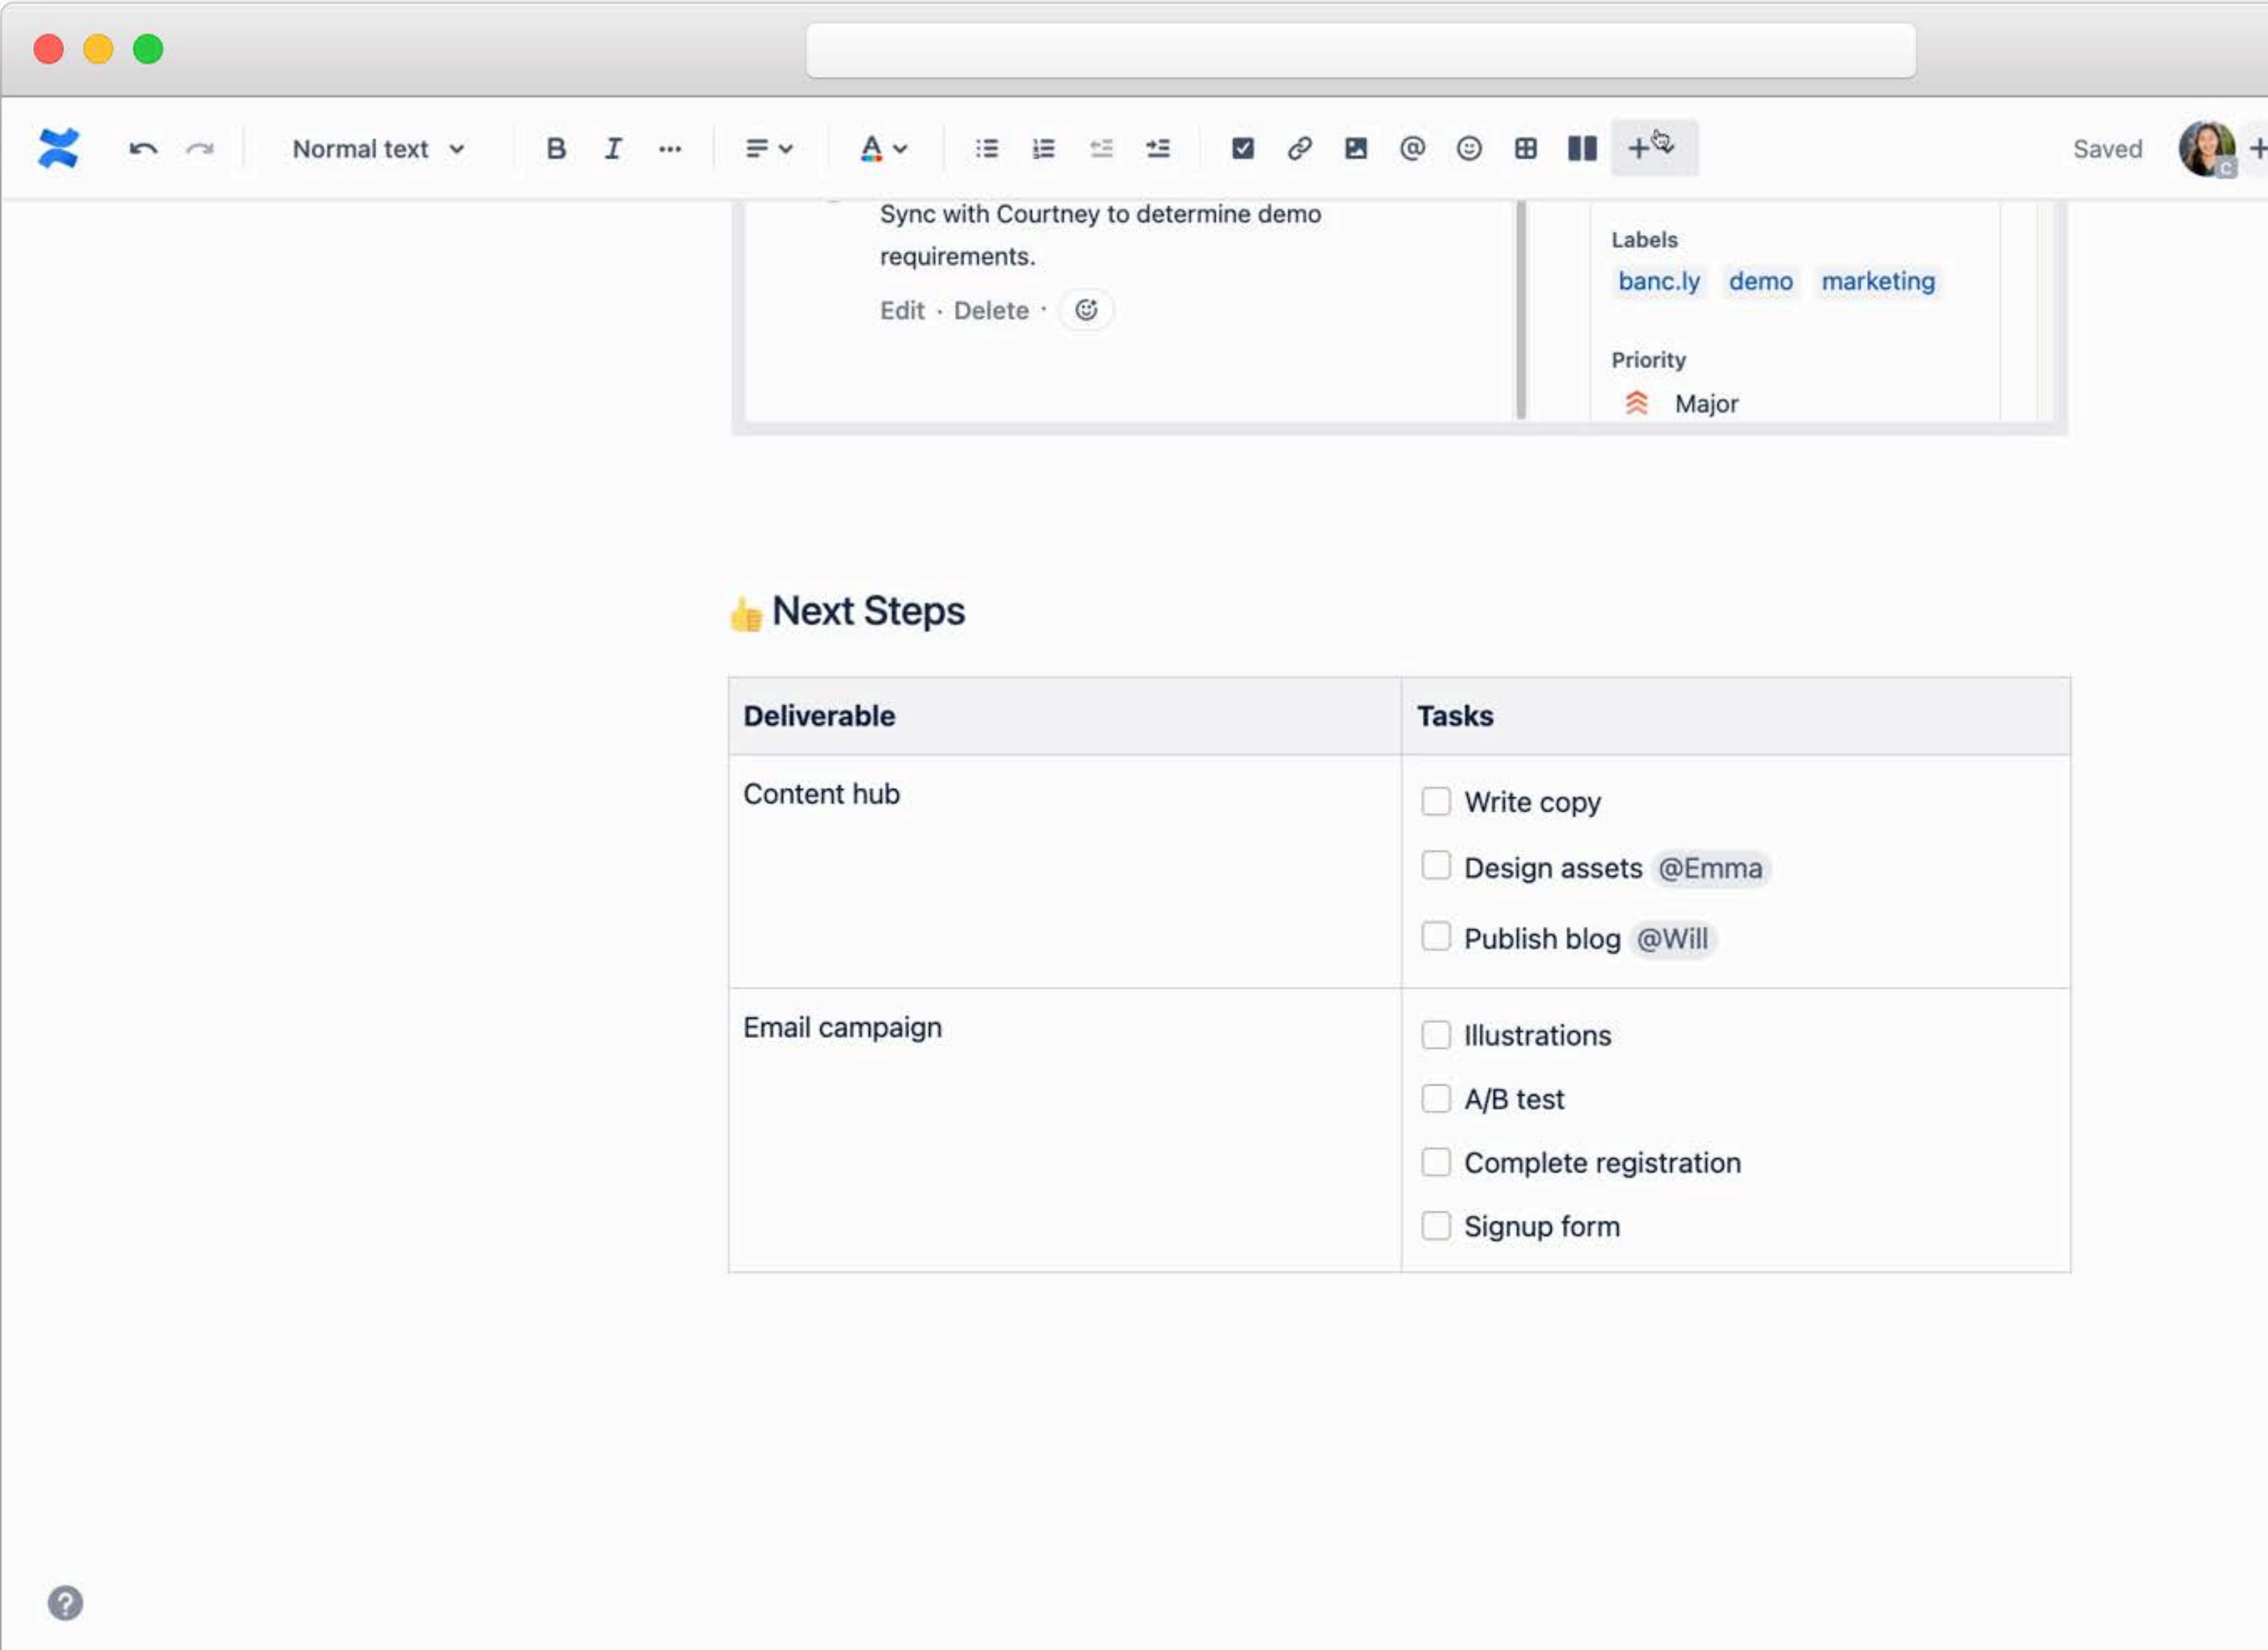 Normal text
B
I
A
@
Saved
C
Sync with Courtney to determine demo
requirements.
Edit · Delete ·
Labels
banc.ly demo marketing
Priority
Major
👍 Next Steps
Deliverable
Tasks
Content hub
Write copy
Design assets @Emma
Publish blog @Will
Email campaign
Illustrations
A/B test
Complete registration
Signup form
?